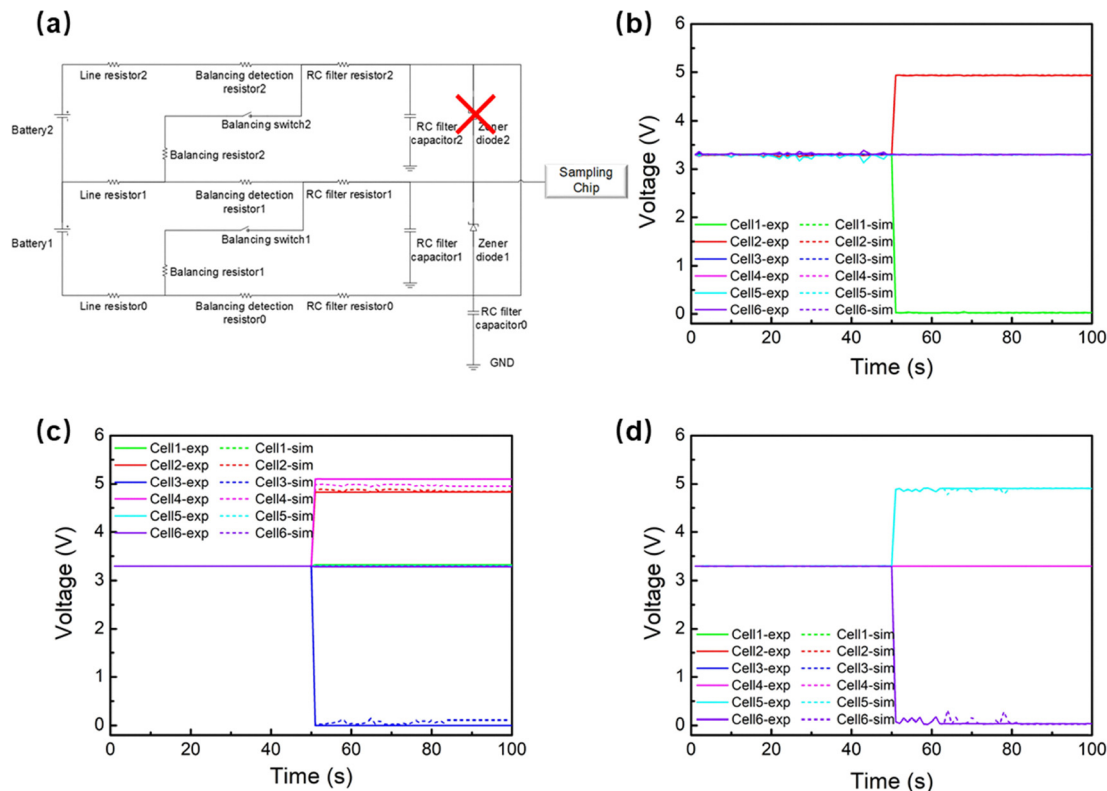 (a)
Line resistor2
Balancing detection
resistor2
RC filter resistor2
Battery2
Balancing switch2
RC filter
capacitor2
Zener
diode2
Balancing resistor2
Line resistor1
Balancing detection
resistor1
RC filter resistor1
Sampling
Chip
Battery1
Balancing switch1
RC filter
capacitor1
Zener
diode1
Balancing resistor1
Line resistor0
Balancing detection
resistor0
RC filter resistor0
RC filter
capacitor0
GND
(b)
Voltage (V)
6
5
4
3
2
1
0
Cell1-exp Cell1-sim
Cell2-exp Cell2-sim
Cell3-exp Cell3-sim
Cell4-exp Cell4-sim
Cell5-exp Cell5-sim
Cell6-exp Cell6-sim
0 20 40 60 80 100
Time (s)
(c)
Voltage (V)
6
5
4
3
2
1
0
Cell1-exp Cell1-sim
Cell2-exp Cell2-sim
Cell3-exp Cell3-sim
Cell4-exp Cell4-sim
Cell5-exp Cell5-sim
Cell6-exp Cell6-sim
0 20 40 60 80 100
Time (s)
(d)
Voltage (V)
6
5
4
3
2
1
0
Cell1-exp Cell1-sim
Cell2-exp Cell2-sim
Cell3-exp Cell3-sim
Cell4-exp Cell4-sim
Cell5-exp Cell5-sim
Cell6-exp Cell6-sim
0 20 40 60 80 100
Time (s)